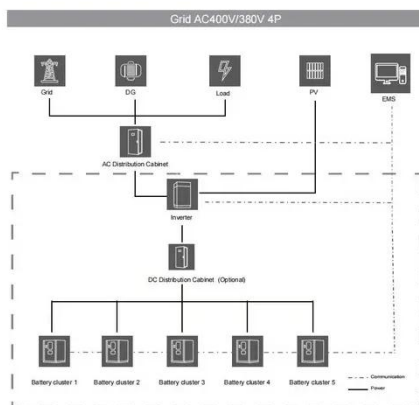 Grid AC400V/380V 4P
Grid
DG
Load
PV
EMS
AC Distribution Cabinet
Inverter
DC Distribution Cabinet (Optional)
Battery cluster 1
Battery cluster 2
Battery cluster 3
Battery cluster 4
Battery cluster 5
Communication
Power